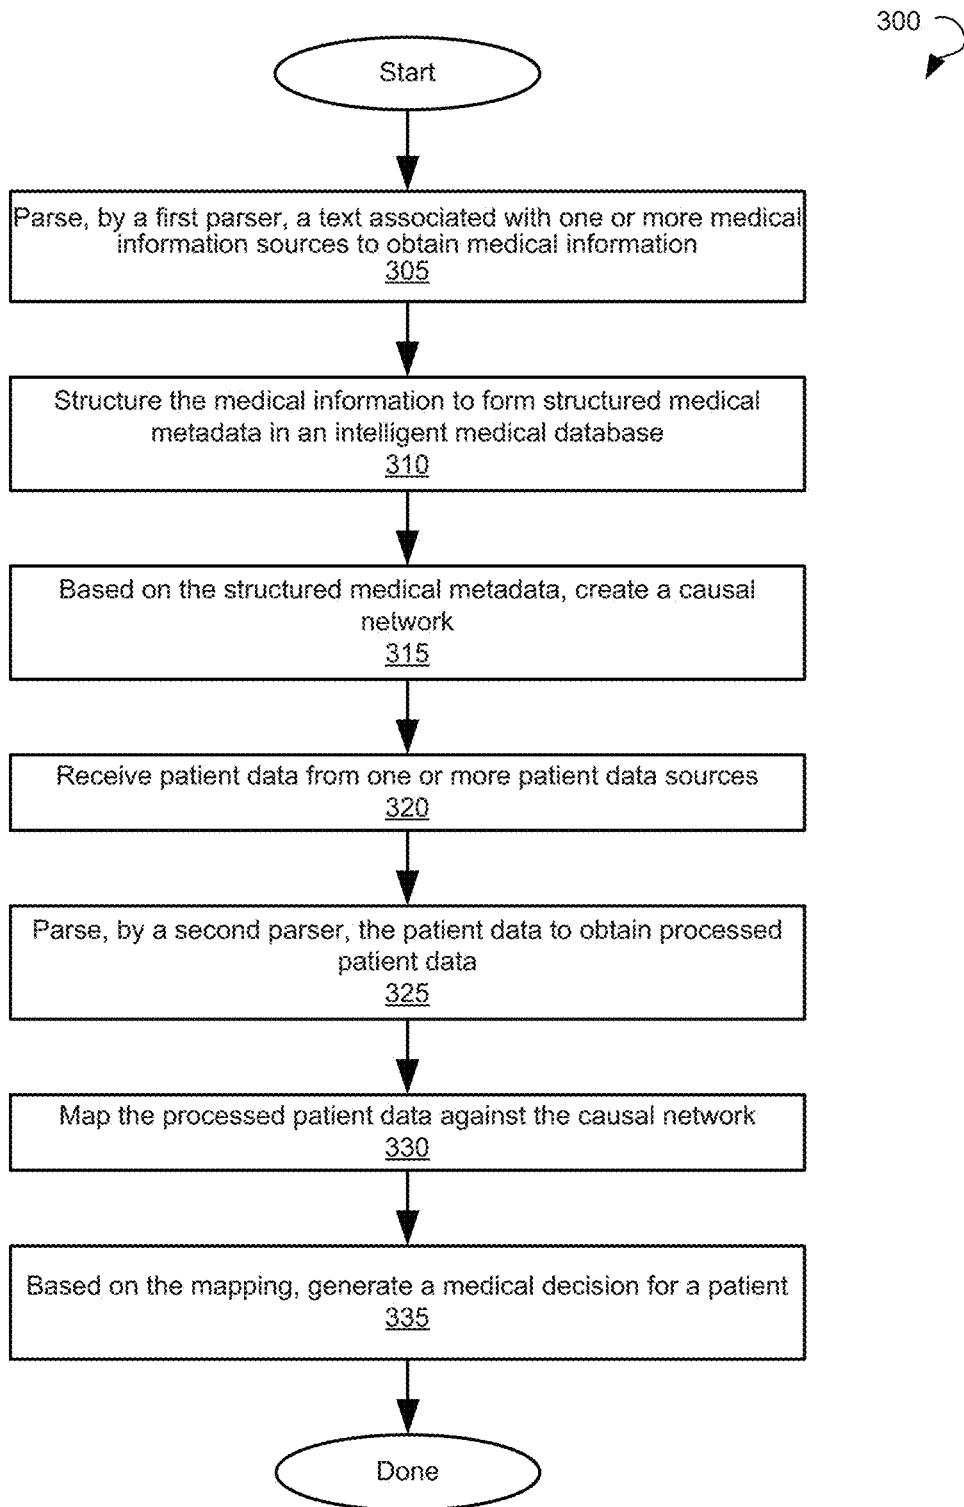 300
Start
Parse, by a first parser, a text associated with one or more medical
information sources to obtain medical information
305
Structure the medical information to form structured medical
metadata in an intelligent medical database
310
Based on the structured medical metadata, create a causal
network
315
Receive patient data from one or more patient data sources
320
Parse, by a second parser, the patient data to obtain processed
patient data
325
Map the processed patient data against the causal network
330
Based on the mapping, generate a medical decision for a patient
335
Done